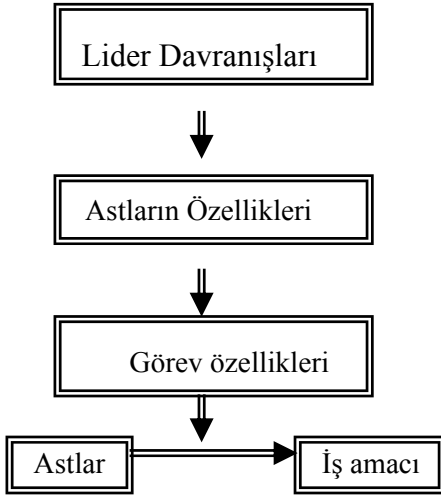 Lider Davranışları
Astların Özellikleri
Görev özellikleri
Astlar
İş amacı